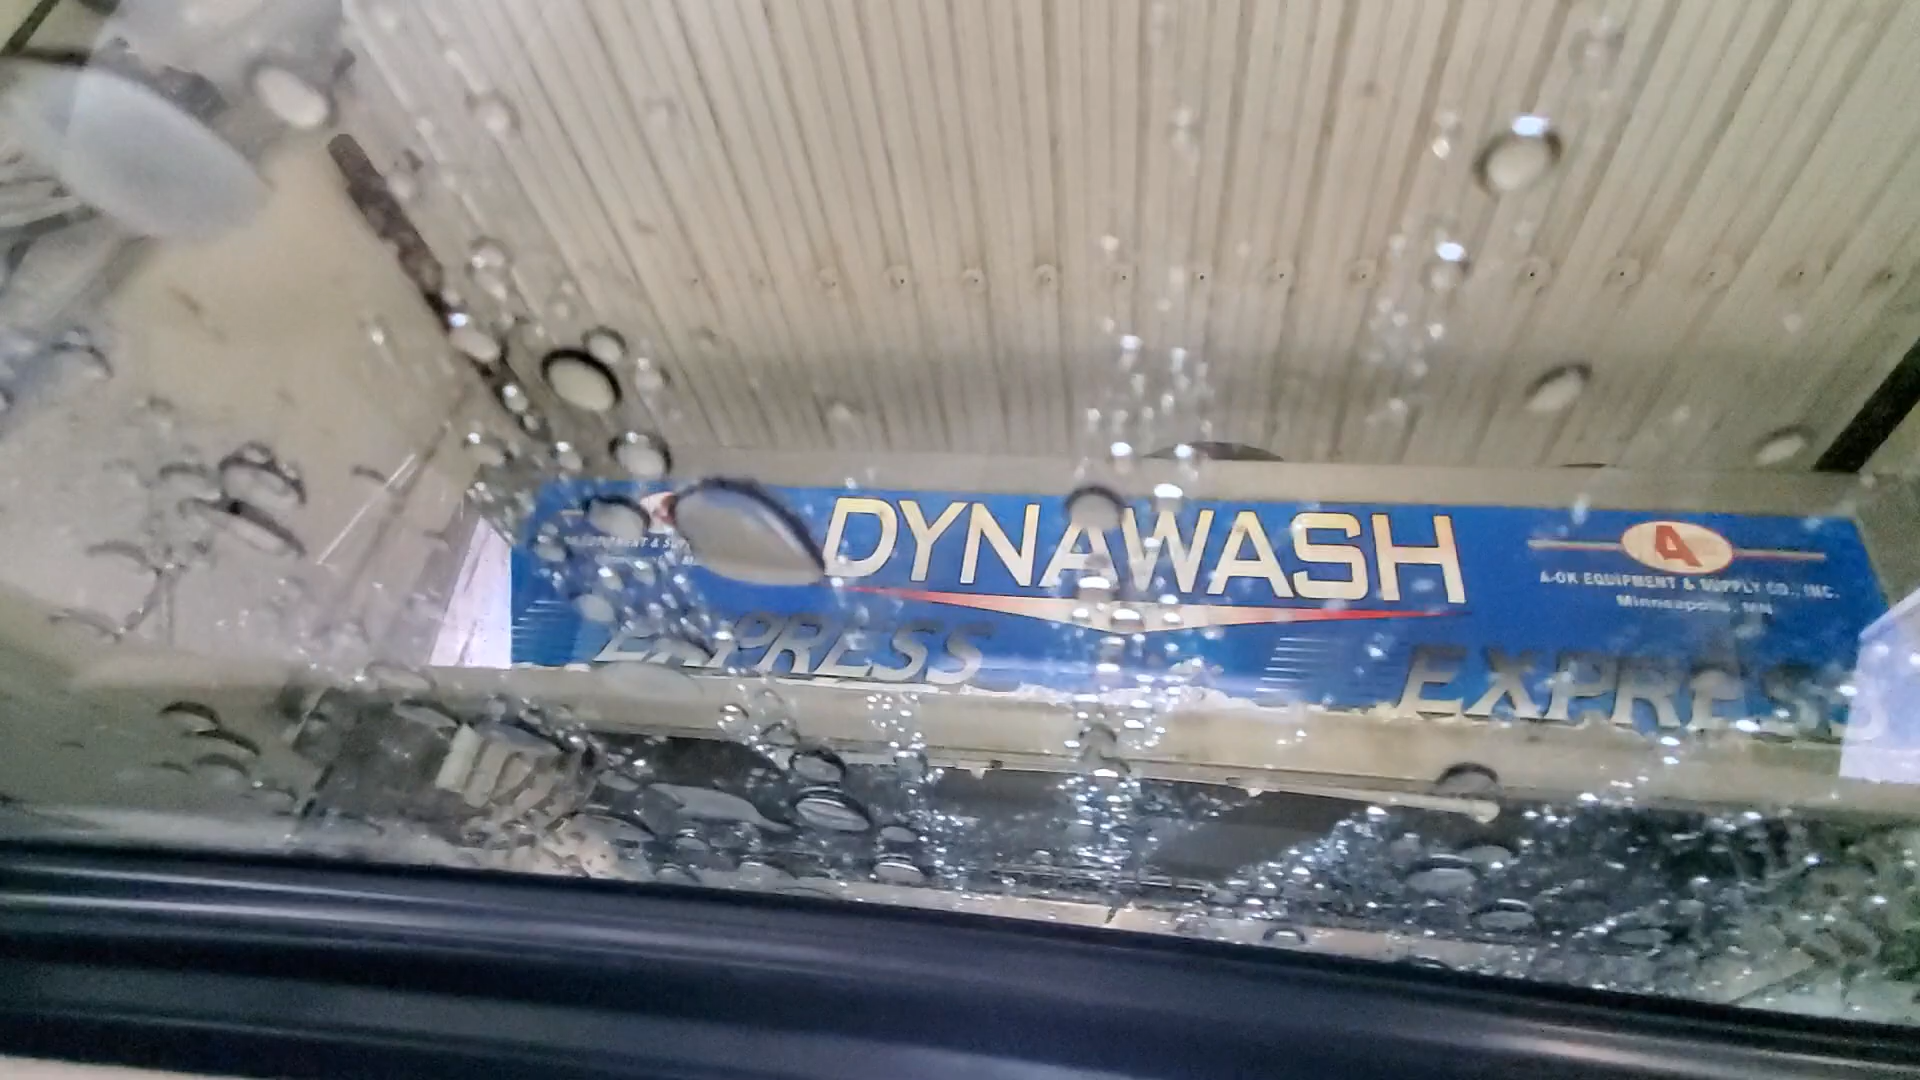 DYNAWASH
A
A-OK EQUIPMENT & SUPPLY CO., INC.
Minneapolis, MN
EXPRESS
EXPRESS